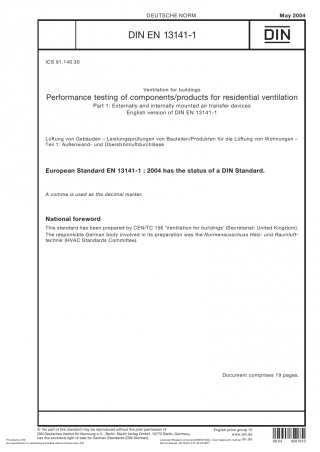 DEUTSCHE NORM
May 2004
DIN EN 13141-1
DIN
ICS 91.140.30
Ventilation for buildings
Performance testing of components/products for residential ventilation
Part 1: Externally and internally mounted air transfer devices
English version of DIN EN 13141-1
Lüftung von Gebäuden – Leistungsprüfungen von Bauteilen/Produkten für die Lüftung von Wohnungen –
Teil 1: Außenwand- und Überströmluftdurchlässe
European Standard EN 13141-1 : 2004 has the status of a DIN Standard.
A comma is used as the decimal marker.
National foreword
This standard has been prepared by CEN/TC 156 'Ventilation for buildings' (Secretariat: United Kingdom).
The responsible German body involved in its preparation was the Normenausschuss Heiz- und Raumluft-
technik (HVAC Standards Committee).
Document comprises 19 pages.
© No part of this standard may be reproduced without the prior permission of
DIN Deutsches Institut für Normung e.V., Berlin. Beuth Verlag GmbH, 10772 Berlin, Germany,
has the exclusive right of sale for German Standards (DIN-Normen).
English price group 10
www.din.de